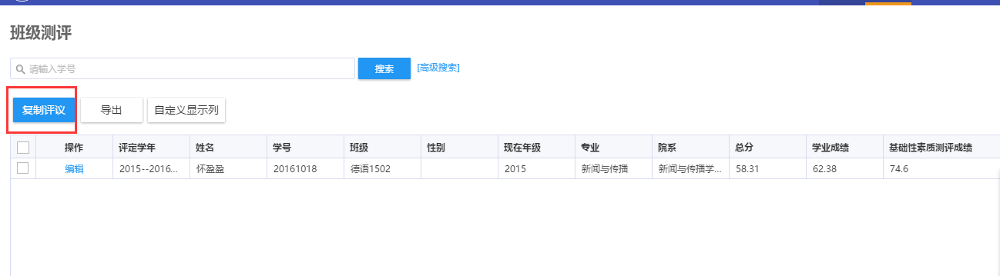 班级测评
请输入学号
搜索
[高级搜索]
复制评议
导出
自定义显示列
操作 评定学年 姓名 学号 班级 性别 现在年级 专业 院系 总分 学业成绩 基础性素质测评成绩
编辑 2015--2016... 怀盈盈 20161018 德语1502 2015 新闻与传播 新闻与传播学... 58.31 62.38 74.6